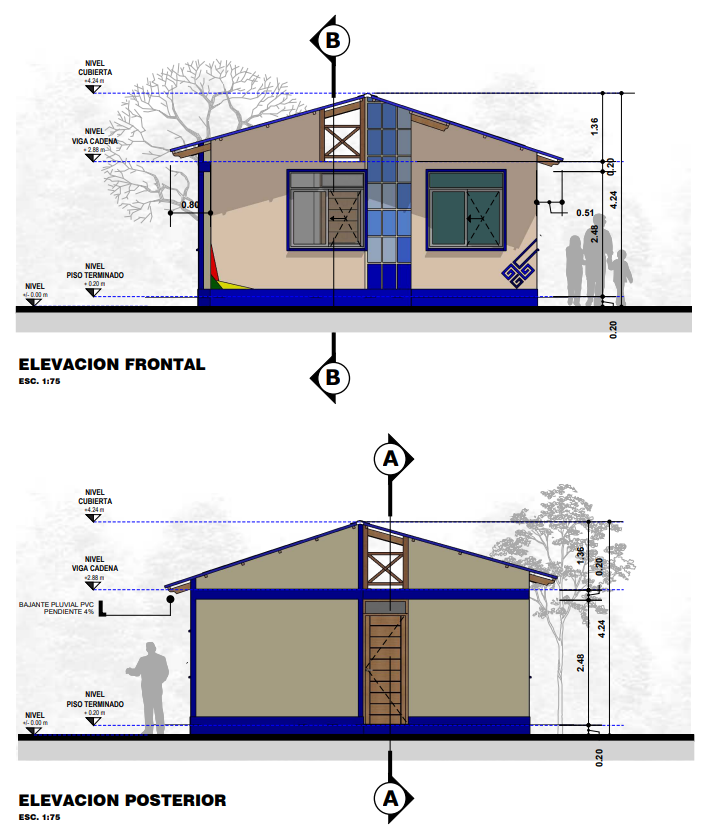 B
NIVEL
CUBIERTA
+4.24 m
NIVEL
VIGA CADENA
+ 2.88 m
1.36
0.20
4.24
0.80
0.51
2.48
NIVEL
PISO TERMINADO
+ 0.20 m
NIVEL
+/- 0.00 m
0.20
ELEVACION FRONTAL
ESC. 1:75
B
A
NIVEL
CUBIERTA
+4.24 m
NIVEL
VIGA CADENA
+2.88 m
1.36
0.20
BAJANTE PLUVIAL PVC
PENDIENTE 4%
4.24
2.48
NIVEL
PISO TERMINADO
+ 0.20 m
NIVEL
+/- 0.00 m
0.20
ELEVACION POSTERIOR
ESC. 1:75
A